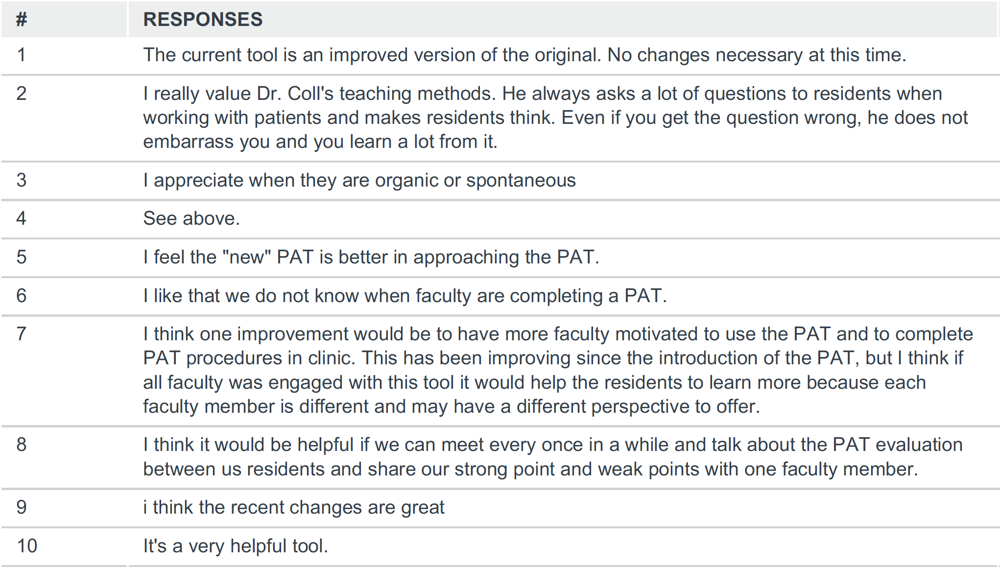 # RESPONSES
1 The current tool is an improved version of the original. No changes necessary at this time.
2 I really value Dr. Coll's teaching methods. He always asks a lot of questions to residents when
working with patients and makes residents think. Even if you get the question wrong, he does not
embarrass you and you learn a lot from it.
3 I appreciate when they are organic or spontaneous
4 See above.
5 I feel the "new" PAT is better in approaching the PAT.
6 I like that we do not know when faculty are completing a PAT.
7 I think one improvement would be to have more faculty motivated to use the PAT and to complete
PAT procedures in clinic. This has been improving since the introduction of the PAT, but I think if
all faculty was engaged with this tool it would help the residents to learn more because each
faculty member is different and may have a different perspective to offer.
8 I think it would be helpful if we can meet every once in a while and talk about the PAT evaluation
between us residents and share our strong point and weak points with one faculty member.
9 i think the recent changes are great
10 It's a very helpful tool.